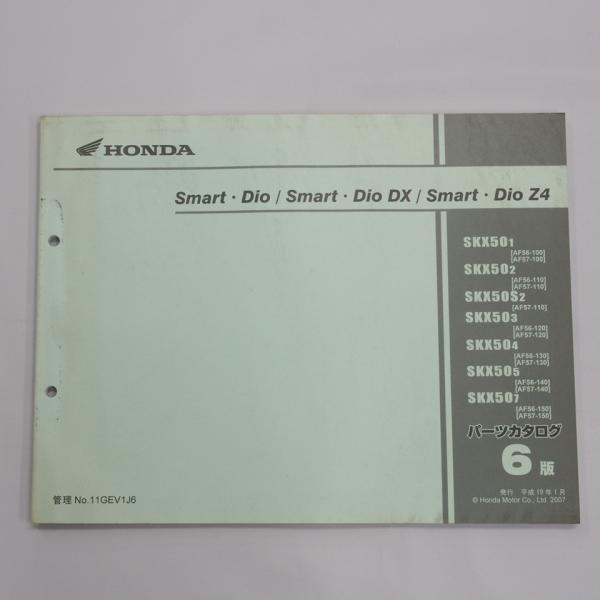 HONDA
Smart・Dio / Smart・Dio DX / Smart・Dio Z4
SKX501
[AF56-100]
[AF57-100]
SKX502
[AF56-110]
[AF57-110]
SKX50S2
[AF57-110]
SKX503
[AF56-120]
[AF57-120]
SKX504
[AF56-130]
[AF57-130]
SKX505
[AF56-140]
[AF57-140]
SKX507
[AF56-150]
[AF57-150]
パーツカタログ
6版
発行 平成19年1月
© Honda Motor Co., Ltd 2007
管理 No.11GEV1J6